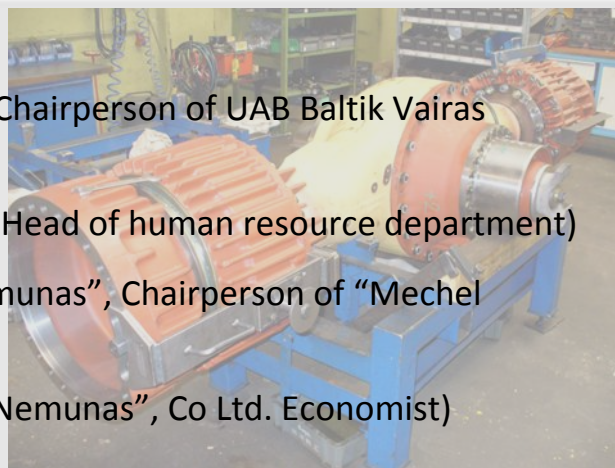 Chairperson of UAB Baltik Vairas
Head of human resource department)
munas”, Chairperson of “Mechel
Nemunas”, Co Ltd. Economist)